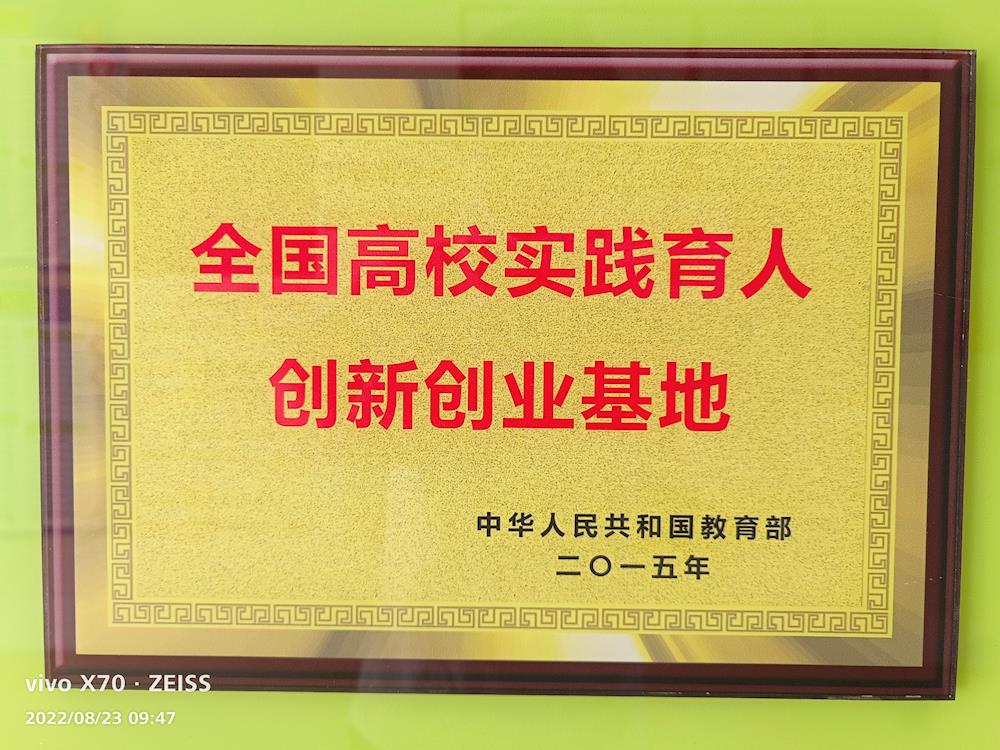 全国高校实践育人
创新创业基地
中华人民共和国教育部
二〇一五年
vivo X70 · ZEISS
2022/08/23 09:47